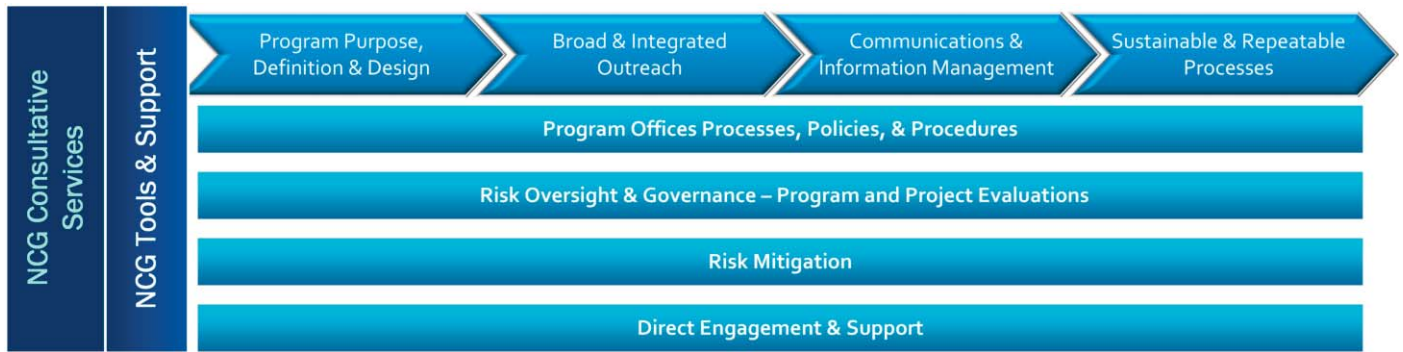 NCG Consultative
Services
NCG Tools & Support
Program Purpose,
Definition & Design
Broad & Integrated
Outreach
Communications &
Information Management
Sustainable & Repeatable
Processes
Program Offices Processes, Policies, & Procedures
Risk Oversight & Governance – Program and Project Evaluations
Risk Mitigation
Direct Engagement & Support